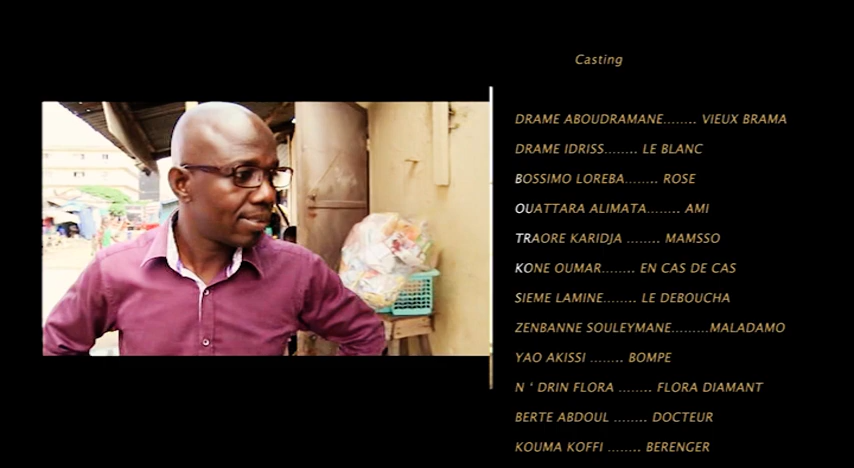 Casting
DRAME ABOUDRAMANE........ VIEUX BRAMA
DRAME IDRISS........ LE BLANC
BOSSIMO LOREBA........ ROSE
OUATTARA ALIMATA........ AMI
TRAORE KARIDJA ........ MAMSSO
KONE OUMAR........ EN CAS DE CAS
SIEME LAMINE........ LE DEBOUCHA
ZENBANNE SOULEYMANE.........MALADAMO
YAO AKISSI ........ BOMPE
N ' DRIN FLORA ........ FLORA DIAMANT
BERTE ABDOUL ........ DOCTEUR
KOUMA KOFFI ........ BERENGER